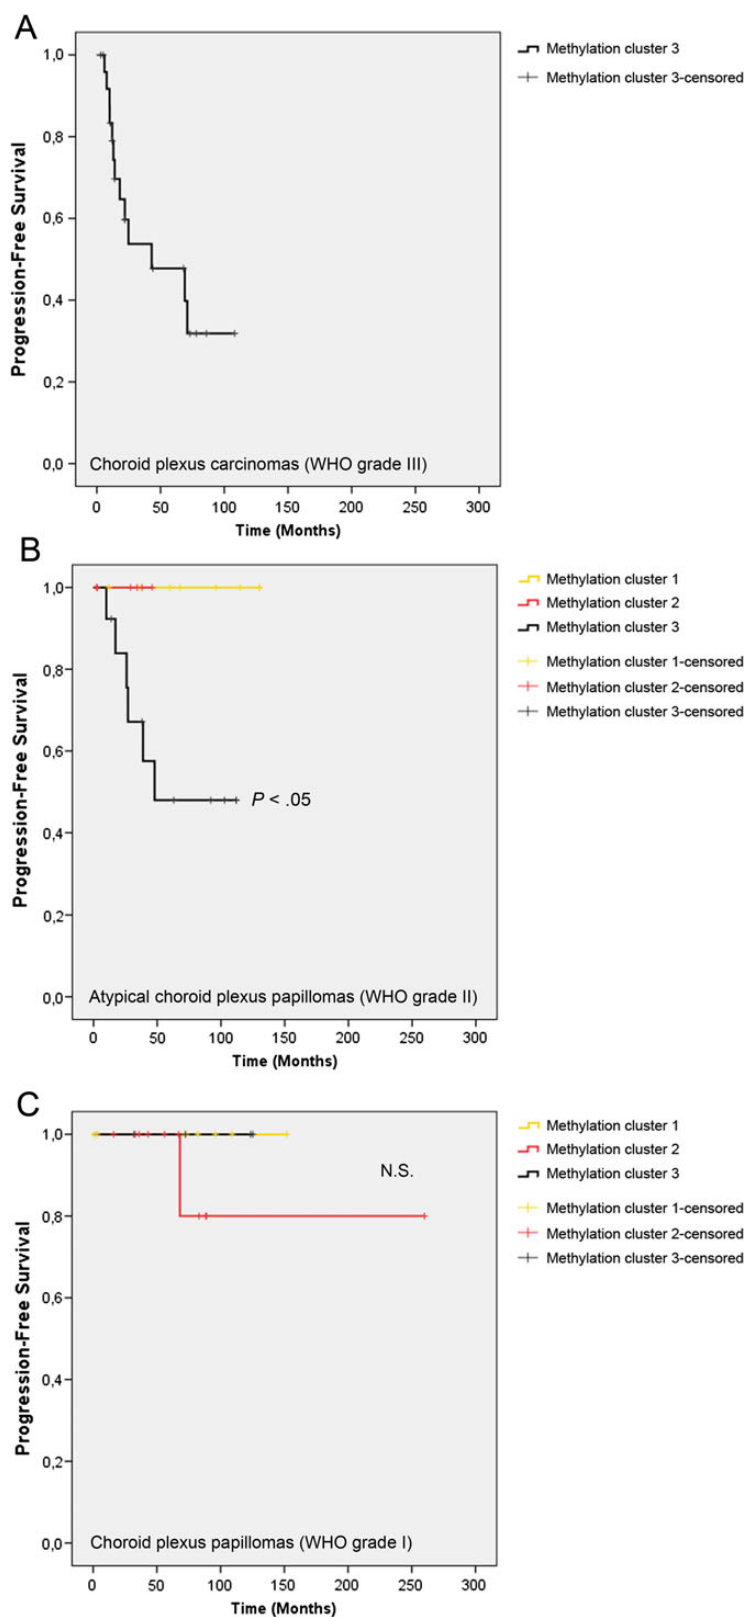 A
Methylation cluster 3
Methylation cluster 3-censored
Progression-Free Survival
1,0
0,8
0,6
0,4
0,2
0,0
Choroid plexus carcinomas (WHO grade III)
0 50 100 150 200 250 300
Time (Months)
B
Methylation cluster 1
Methylation cluster 2
Methylation cluster 3
Methylation cluster 1-censored
Methylation cluster 2-censored
Methylation cluster 3-censored
Progression-Free Survival
1,0
0,8
0,6
0,4
0,2
0,0
P < .05
Atypical choroid plexus papillomas (WHO grade II)
0 50 100 150 200 250 300
Time (Months)
C
Methylation cluster 1
Methylation cluster 2
Methylation cluster 3
Methylation cluster 1-censored
Methylation cluster 2-censored
Methylation cluster 3-censored
Progression-Free Survival
1,0
0,8
0,6
0,4
0,2
0,0
N.S.
Choroid plexus papillomas (WHO grade I)
0 50 100 150 200 250 300
Time (Months)